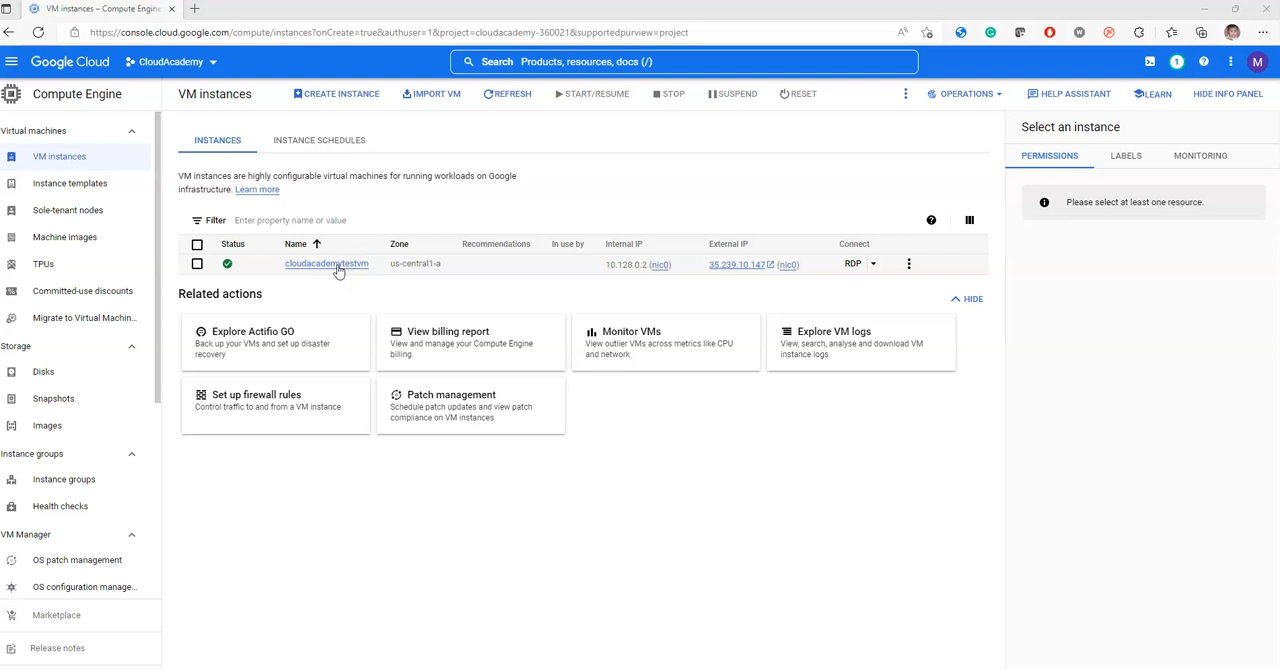 VM instances – Compute Engine
https://console.cloud.google.com/compute/instances?onCreate=true&authuser=1&project=cloudacademy-360021&supportedpurview=project
Google Cloud
CloudAcademy
Search Products, resources, docs (/)
1
M
Compute Engine
VM instances
CREATE INSTANCE
IMPORT VM
REFRESH
START/RESUME
STOP
SUSPEND
RESET
OPERATIONS
HELP ASSISTANT
LEARN
HIDE INFO PANEL
Virtual machines
VM instances
Instance templates
Sole-tenant nodes
Machine images
TPUs
Committed-use discounts
Migrate to Virtual Machin...
Storage
Disks
Snapshots
Images
Instance groups
Instance groups
Health checks
VM Manager
OS patch management
OS configuration manage...
Marketplace
Release notes
INSTANCES
INSTANCE SCHEDULES
VM instances are highly configurable virtual machines for running workloads on Google
infrastructure. Learn more
Filter Enter property name or value
Status Name Zone Recommendations In use by Internal IP External IP Connect
cloudacademytestvm us-central1-a 10.128.0.2 (nic0) 35.239.10.147 (nic0) RDP
Related actions
HIDE
Explore Actifio GO
Back up your VMs and set up disaster
recovery
View billing report
View and manage your Compute Engine
billing
Monitor VMs
View outlier VMs across metrics like CPU
and network
Explore VM logs
View, search, analyse and download VM
instance logs
Set up firewall rules
Control traffic to and from a VM instance
Patch management
Schedule patch updates and view patch
compliance on VM instances
Select an instance
PERMISSIONS
LABELS
MONITORING
Please select at least one resource.